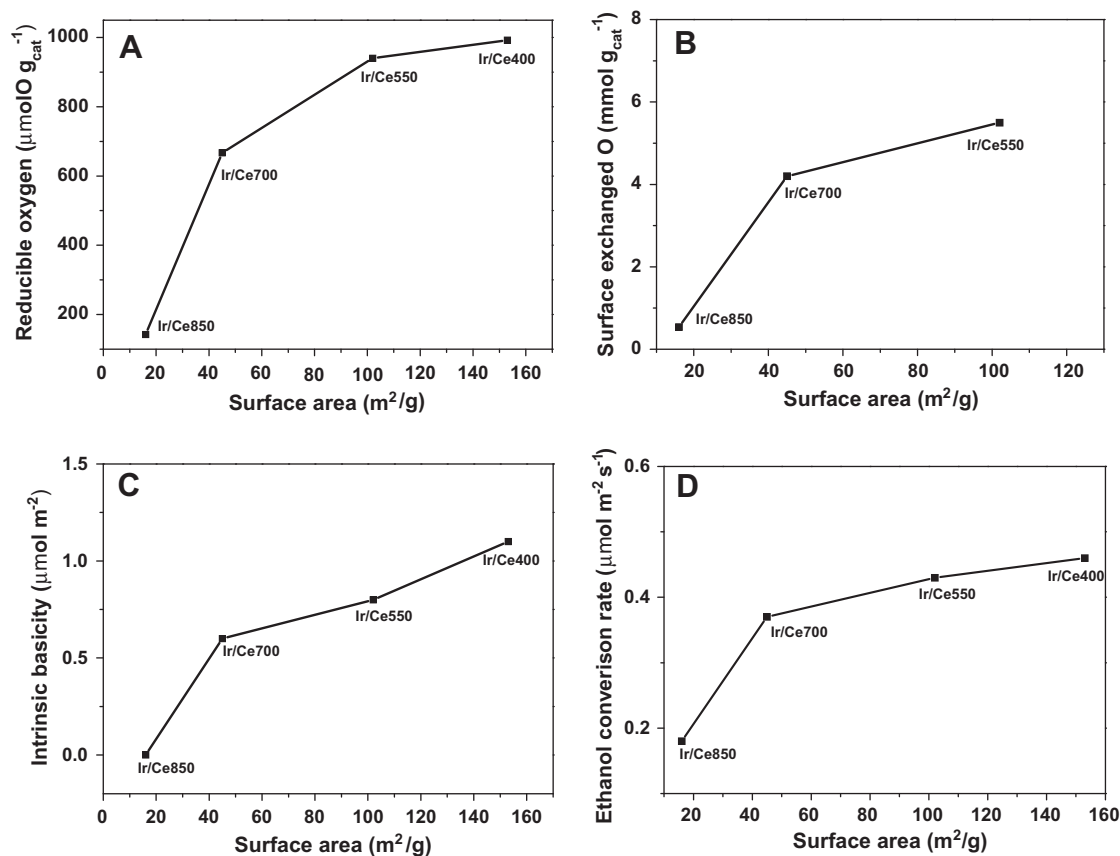 A
Reducible oxygen (μmolO g_cat^-1)
1000
800
600
400
200
Ir/Ce850
Ir/Ce700
Ir/Ce550
Ir/Ce400
0 20 40 60 80 100 120 140 160
Surface area (m²/g)
B
Surface exchanged O (mmol g_cat^-1)
8
6
4
2
0
Ir/Ce850
Ir/Ce700
Ir/Ce550
20 40 60 80 100 120
Surface area (m²/g)
C
Intrinsic basicity (μmol m^-2)
1.5
1.0
0.5
0.0
Ir/Ce850
Ir/Ce700
Ir/Ce550
Ir/Ce400
0 20 40 60 80 100 120 140 160
Surface area (m²/g)
D
Ethanol converison rate (μmol m^-2 s^-1)
0.6
0.4
0.2
Ir/Ce850
Ir/Ce700
Ir/Ce550
Ir/Ce400
20 40 60 80 100 120 140 160
Surface area (m²/g)